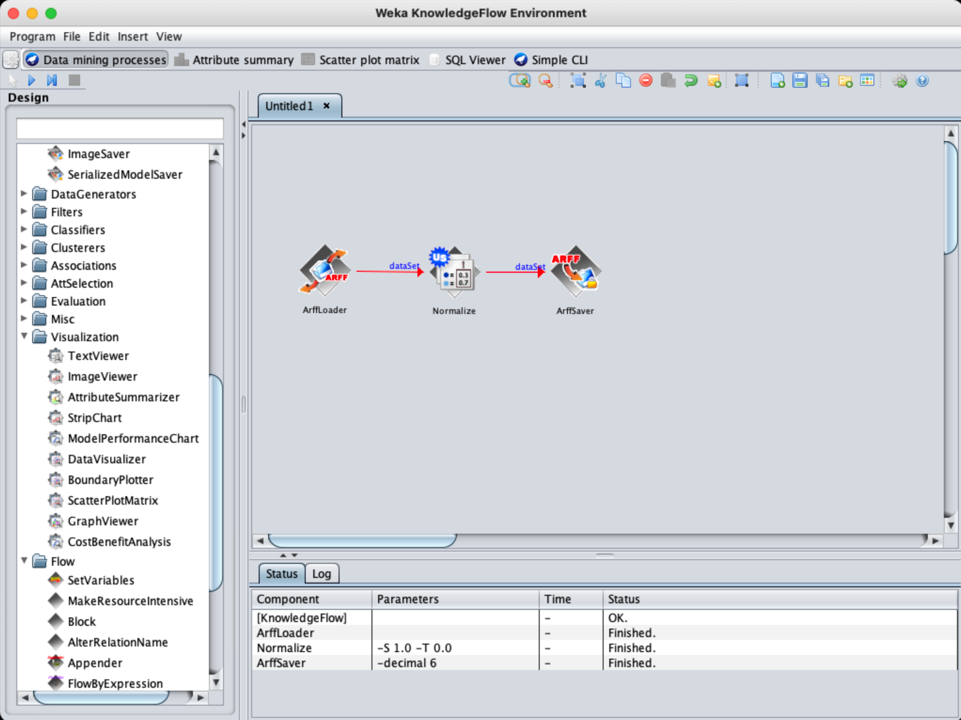 Weka KnowledgeFlow Environment
Program File Edit Insert View
Data mining processes Attribute summary Scatter plot matrix SQL Viewer Simple CLI
Design
Untitled1 ×
ImageSaver
SerializedModelSaver
DataGenerators
Filters
Classifiers
Clusterers
Associations
AttSelection
Evaluation
Misc
Visualization
TextViewer
ImageViewer
AttributeSummarizer
StripChart
ModelPerformanceChart
DataVisualizer
BoundaryPlotter
ScatterPlotMatrix
GraphViewer
CostBenefitAnalysis
Flow
SetVariables
MakeResourceIntensive
Block
AlterRelationName
Appender
FlowByExpression
ARFF
dataSet
US
1
0.3
0.7
dataSet
ARFF
ArffLoader
Normalize
ArffSaver
Status Log
Component Parameters Time Status
[KnowledgeFlow] – OK.
ArffLoader – Finished.
Normalize -S 1.0 -T 0.0 – Finished.
ArffSaver -decimal 6 – Finished.